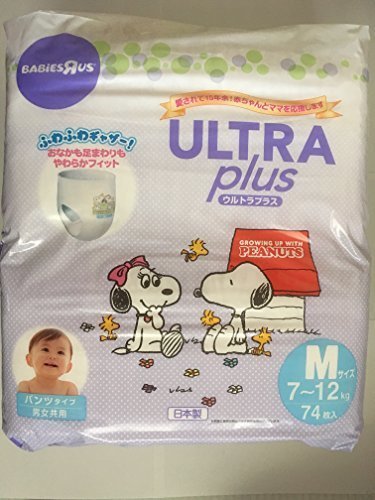 BABIES"R"US
愛されて15年余!赤ちゃんとママを応援します
ULTRA
plus
ウルトラプラス
ふわふわギャザー!
おなかも足まわりも
やわらかフィット
GROWING UP WITH
PEANUTS
Mサイズ
7〜12kg
74枚入
パンツタイプ
男女共用
日本製